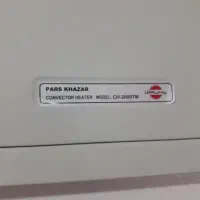 PARS KHAZAR
CONVECTOR HEATER MODEL: CH-2000TM